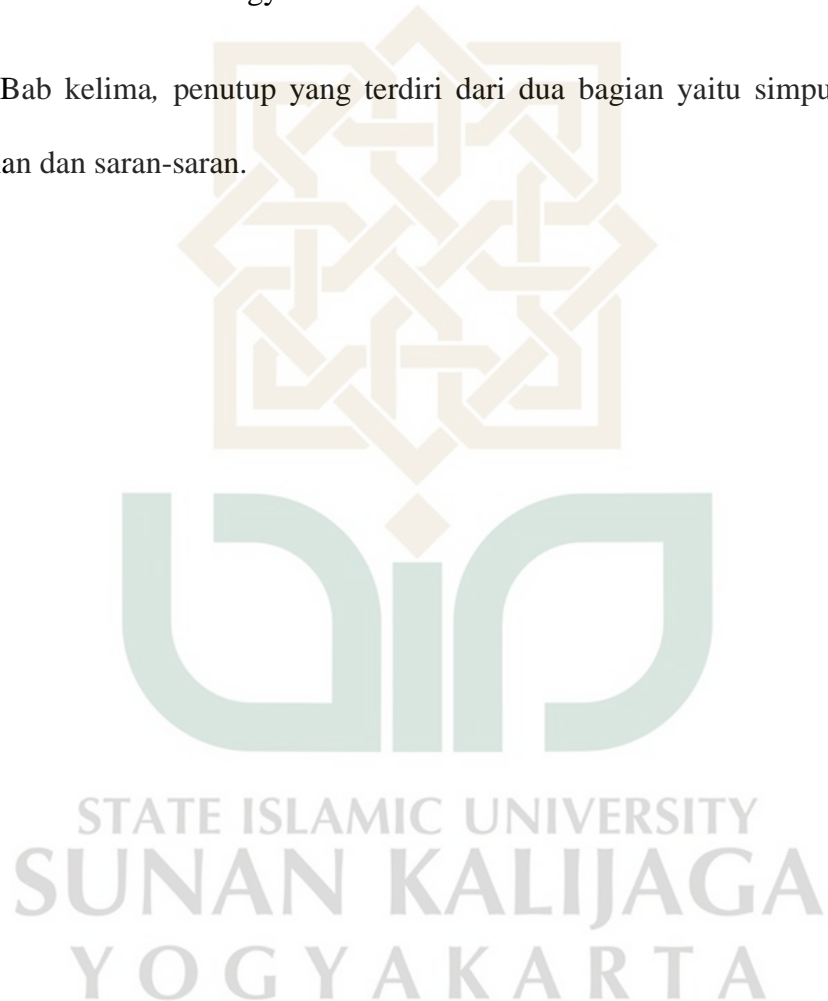 Bab kelima, penutup yang terdiri dari dua bagian yaitu simpu
an dan saran-saran.
STATE ISLAMIC UNIVERSITY
SUNAN KALIJAGA
YOGYAKARTA